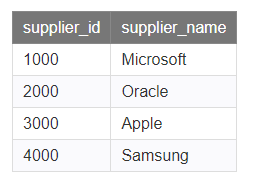 supplier_id supplier_name
1000 Microsoft
2000 Oracle
3000 Apple
4000 Samsung